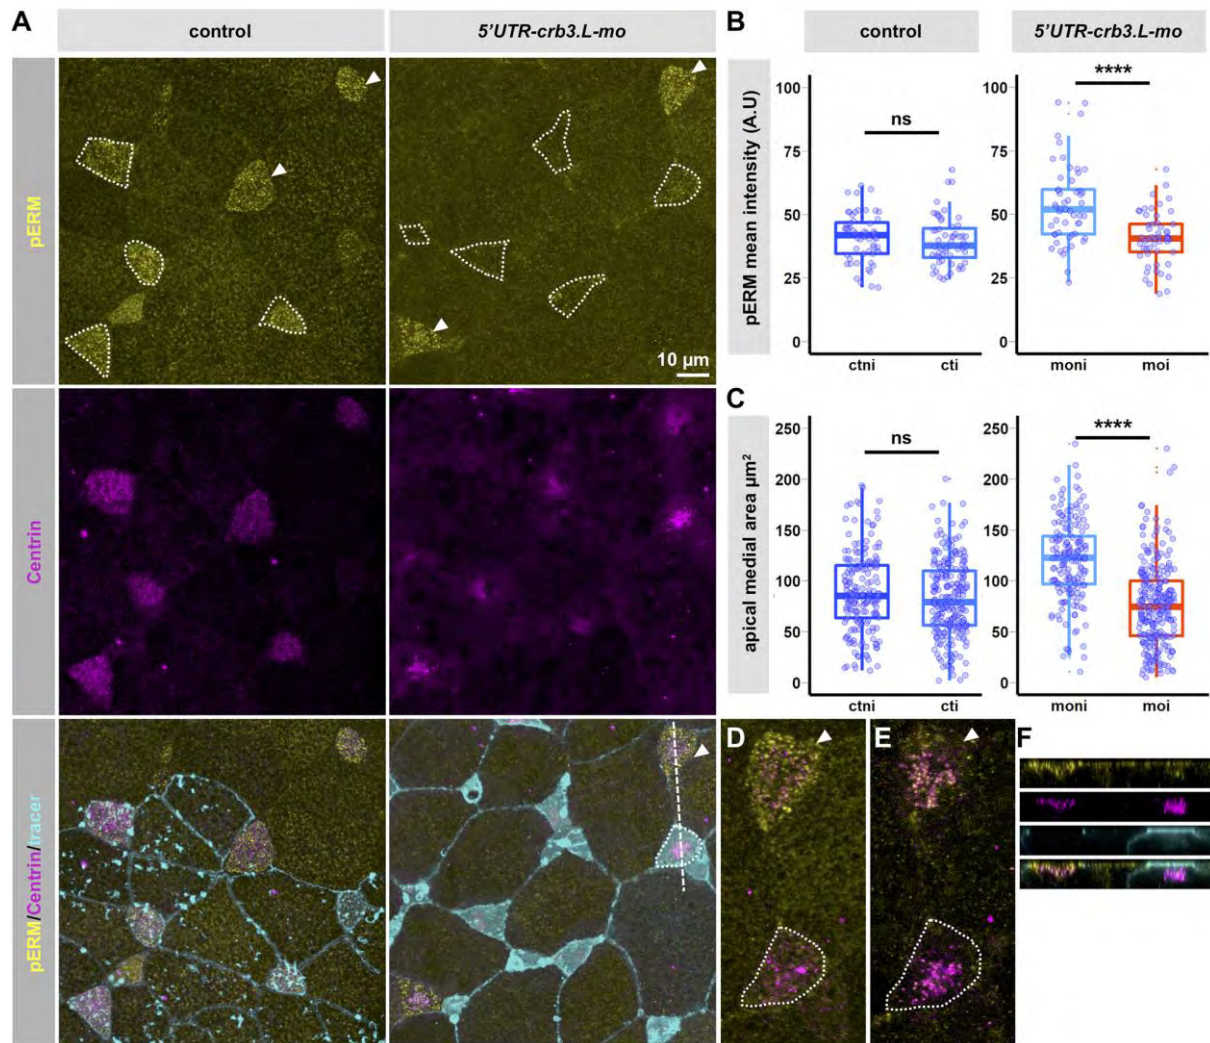 A
control
5'UTR-crb3.L-mo
pERM
10 µm
Centrin
pERM/Centrin/tracer
B
control
5'UTR-crb3.L-mo
pERM mean intensity (A.U)
100
75
50
25
0
ns
ctni
cti
100
75
50
25
0
****
moni
moi
C
apical medial area µm²
250
200
150
100
50
0
ns
ctni
cti
250
200
150
100
50
0
****
moni
moi
D
E
F